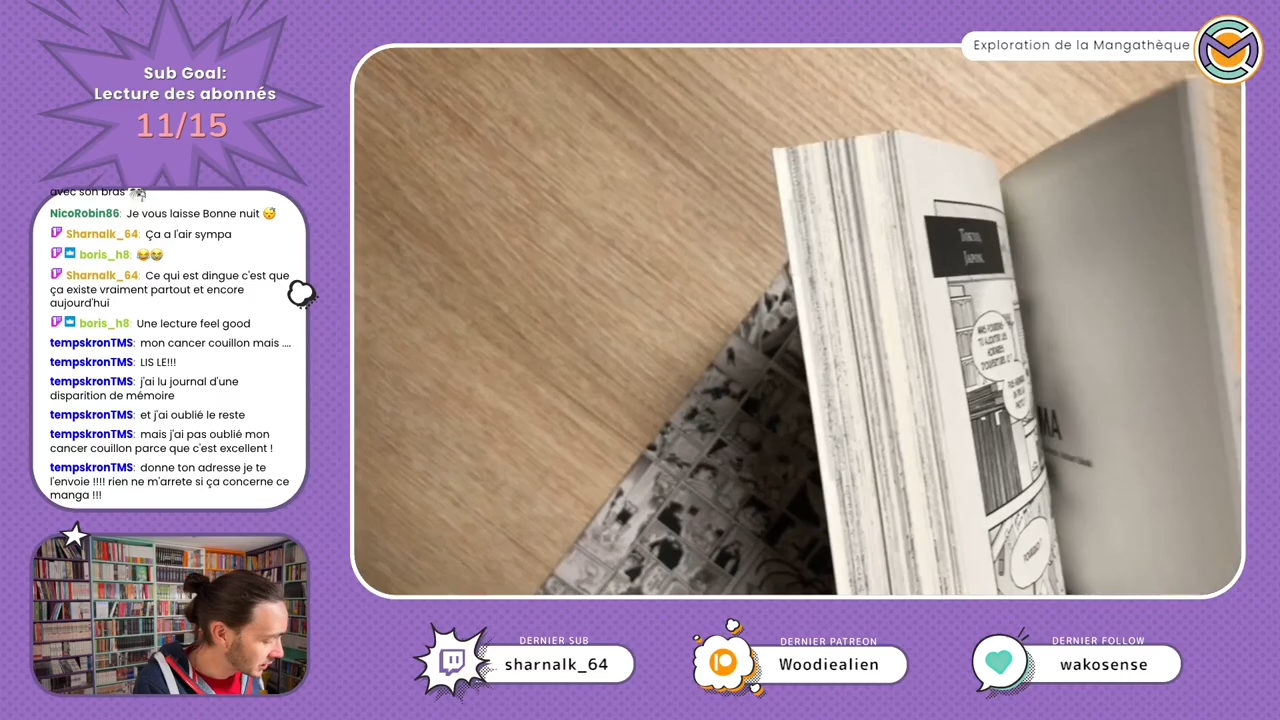 Sub Goal:
Lecture des abonnés
11/15
avec son bras
NicoRobin86: Je vous laisse Bonne nuit 😴
Sharnalk_64: Ça a l'air sympa
boris_h8: 😂😭
Sharnalk_64: Ce qui est dingue c'est que
ça existe vraiment partout et encore
aujourd'hui
boris_h8: Une lecture feel good
tempskronTMS: mon cancer couillon mais ....
tempskronTMS: LIS LE!!!
tempskronTMS: j'ai lu journal d'une
disparition de mémoire
tempskronTMS: et j'ai oublié le reste
tempskronTMS: mais j'ai pas oublié mon
cancer couillon parce que c'est excellent !
tempskronTMS: donne ton adresse je te
l'envoie !!!! rien ne m'arrete si ça concerne ce
manga !!!
Exploration de la Mangathèque
Tokyo,
Japon.
POURQUOI ?
MA
DERNIER SUB
sharnalk_64
DERNIER PATREON
Woodiealien
DERNIER FOLLOW
wakosense